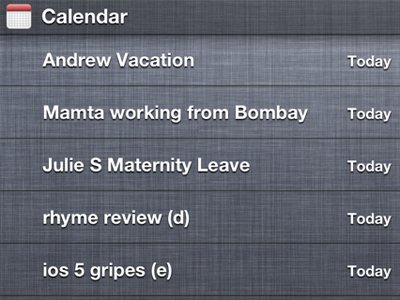 Calendar
Andrew Vacation Today
Mamta working from Bombay Today
Julie S Maternity Leave Today
rhyme review (d) Today
ios 5 gripes (e) Today